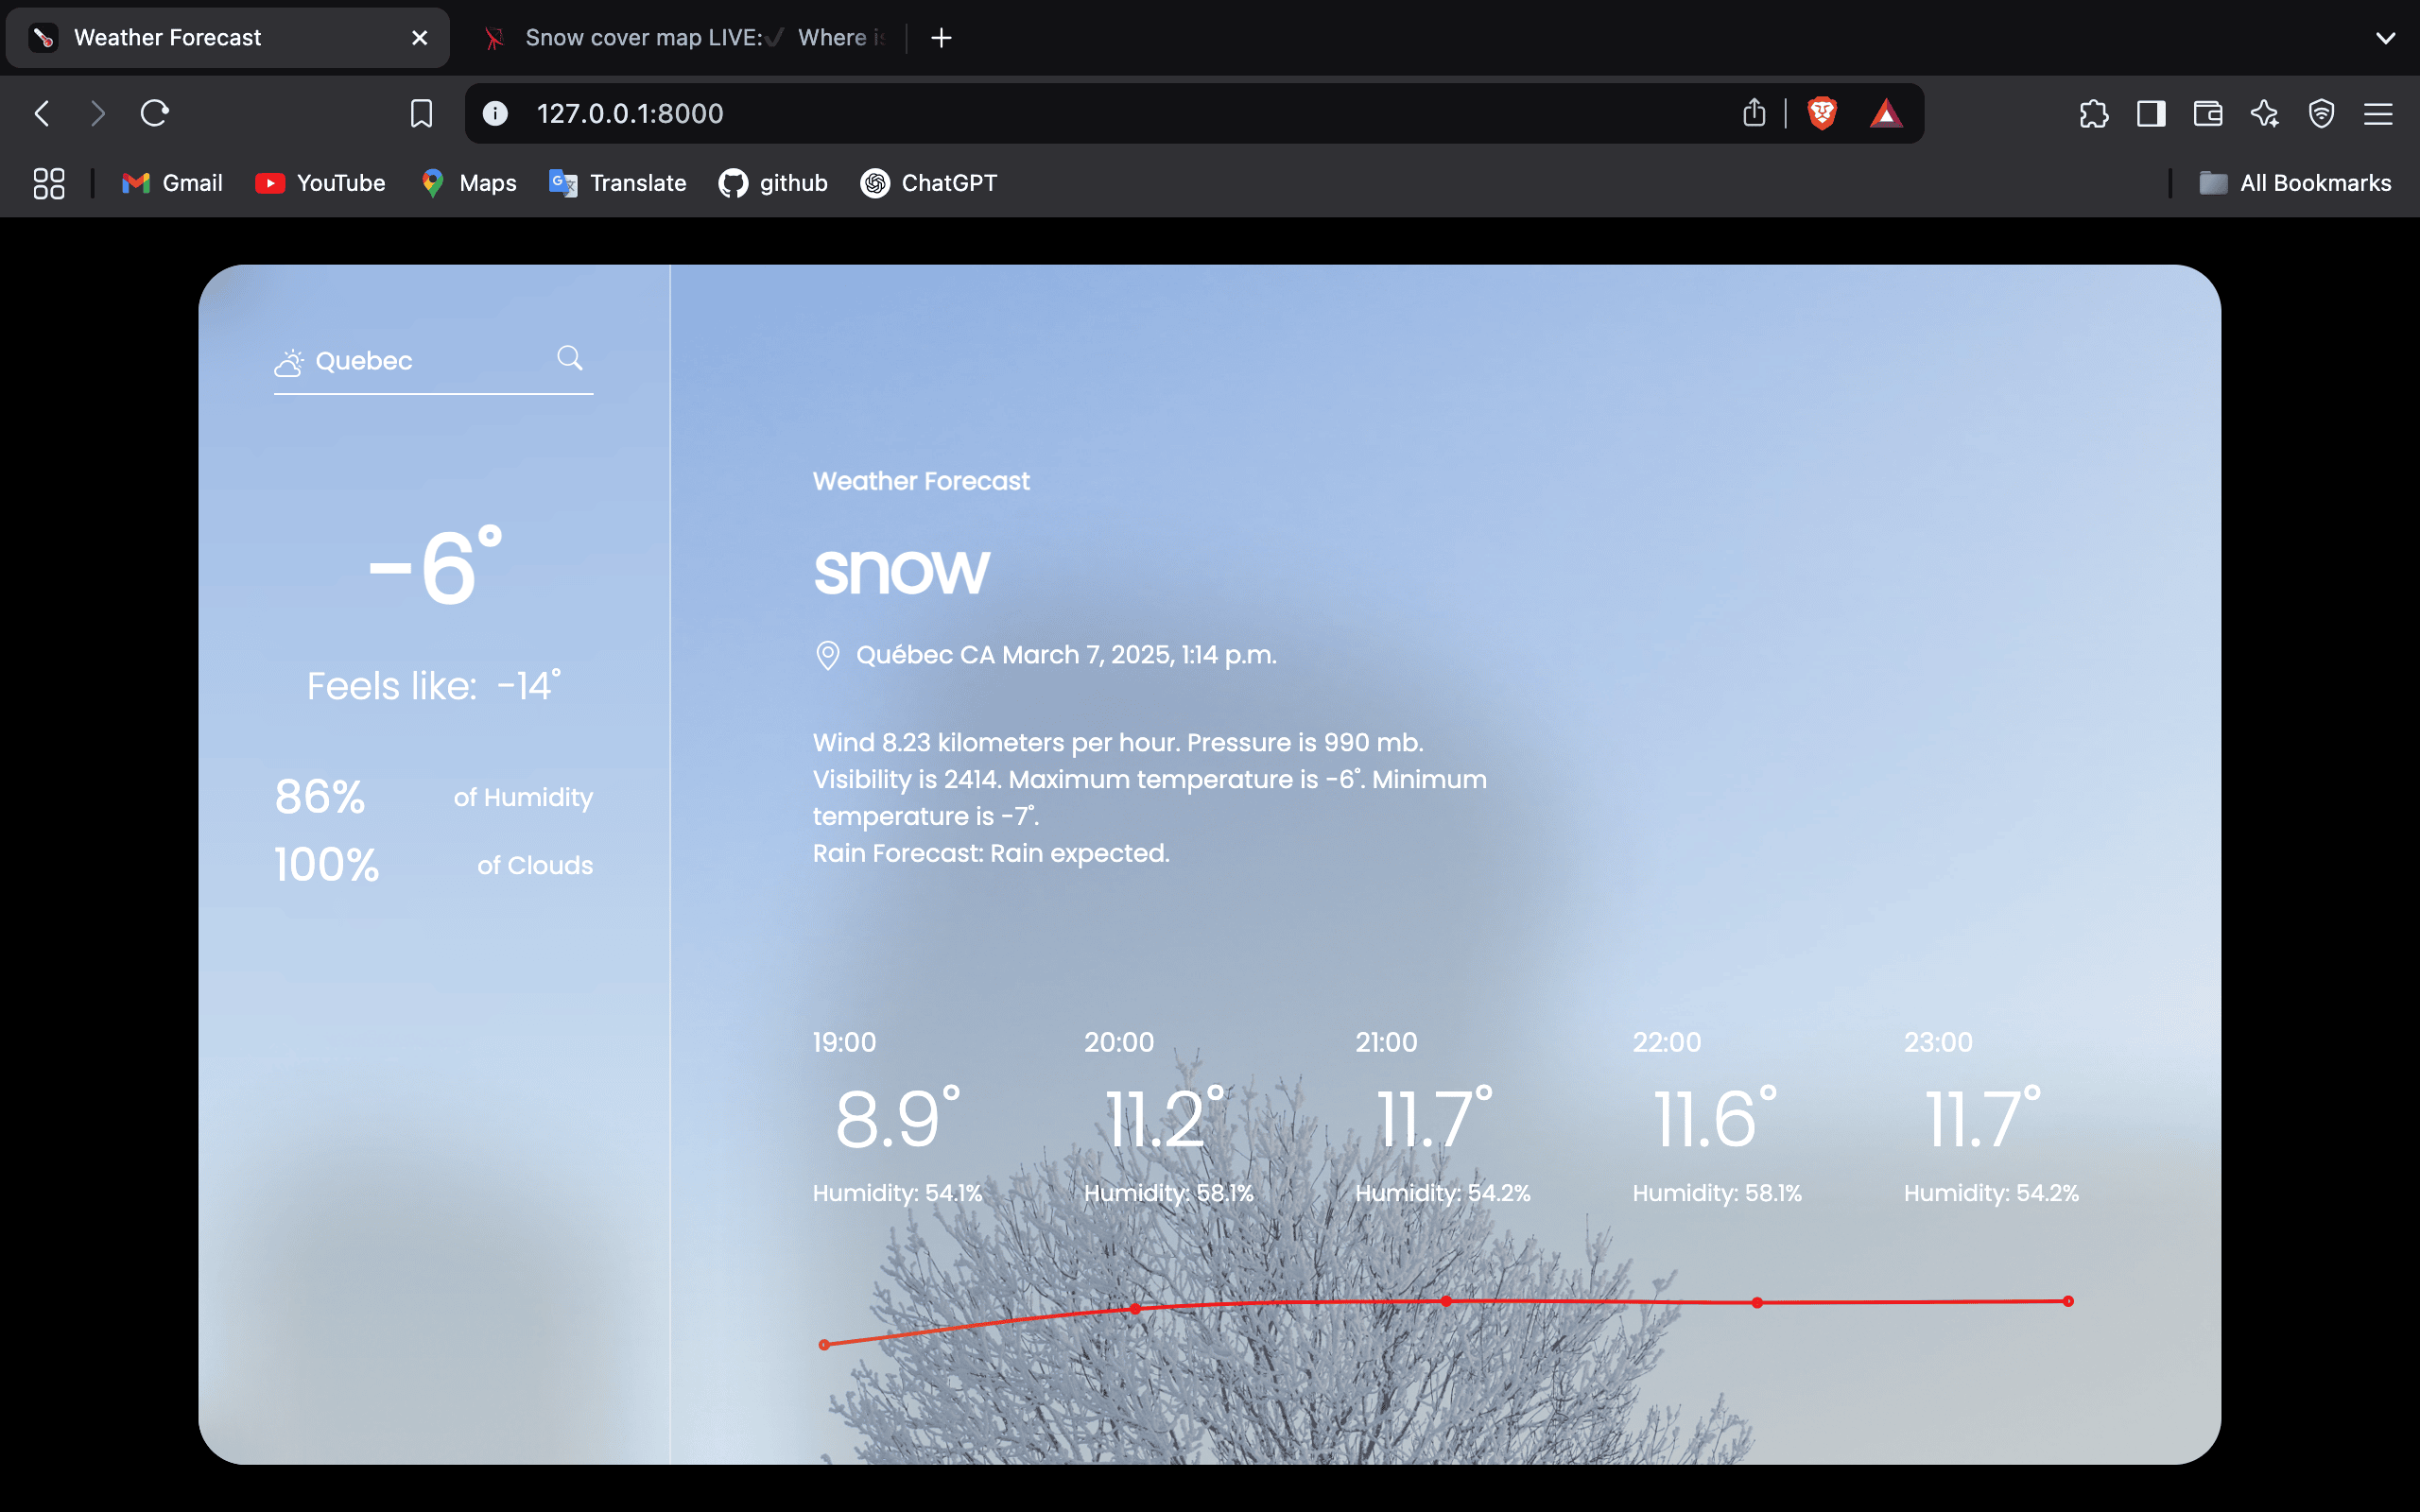 Weather Forecast
Snow cover map LIVE:✓ Where
127.0.0.1:8000
Gmail YouTube Maps Translate github ChatGPT All Bookmarks
Quebec
-6°
Feels like: -14°
86% of Humidity
100% of Clouds
Weather Forecast
snow
Québec CA March 7, 2025, 1:14 p.m.
Wind 8.23 kilometers per hour. Pressure is 990 mb.
Visibility is 2414. Maximum temperature is -6°. Minimum
temperature is -7°.
Rain Forecast: Rain expected.
19:00 20:00 21:00 22:00 23:00
8.9° 11.2° 11.7° 11.6° 11.7°
Humidity: 54.1% Humidity: 58.1% Humidity: 54.2% Humidity: 58.1% Humidity: 54.2%